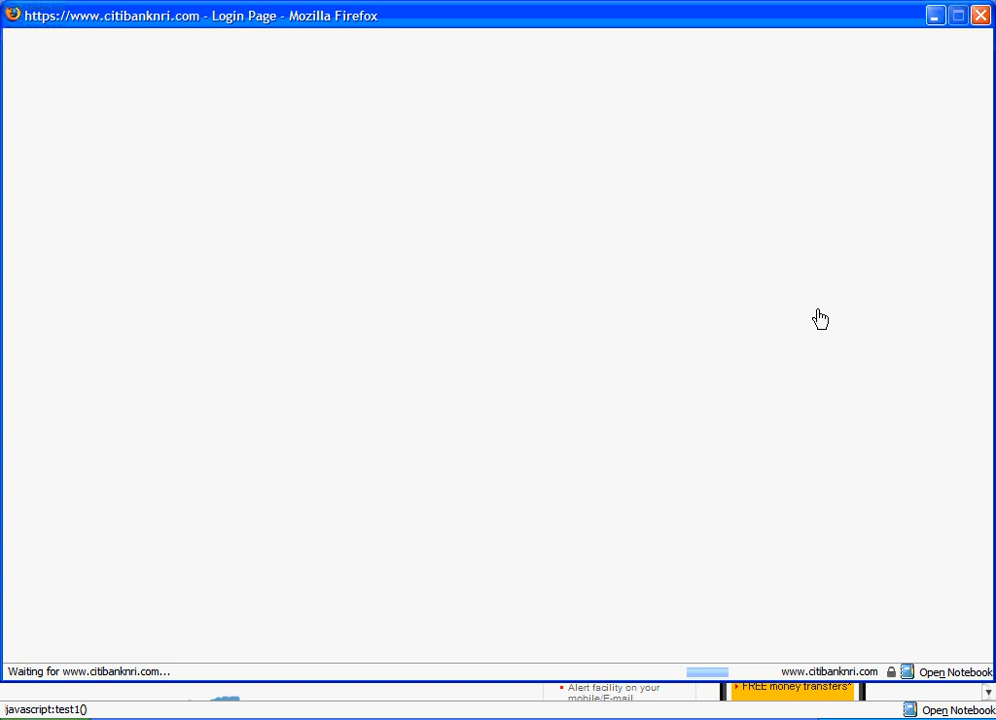 https://www.citibanknri.com - Login Page - Mozilla Firefox
Waiting for www.citibanknri.com...
www.citibanknri.com
Open Notebook
Alert facility on your
mobile/E-mail
FREE money transfers*
javascript:test1()
Open Notebook